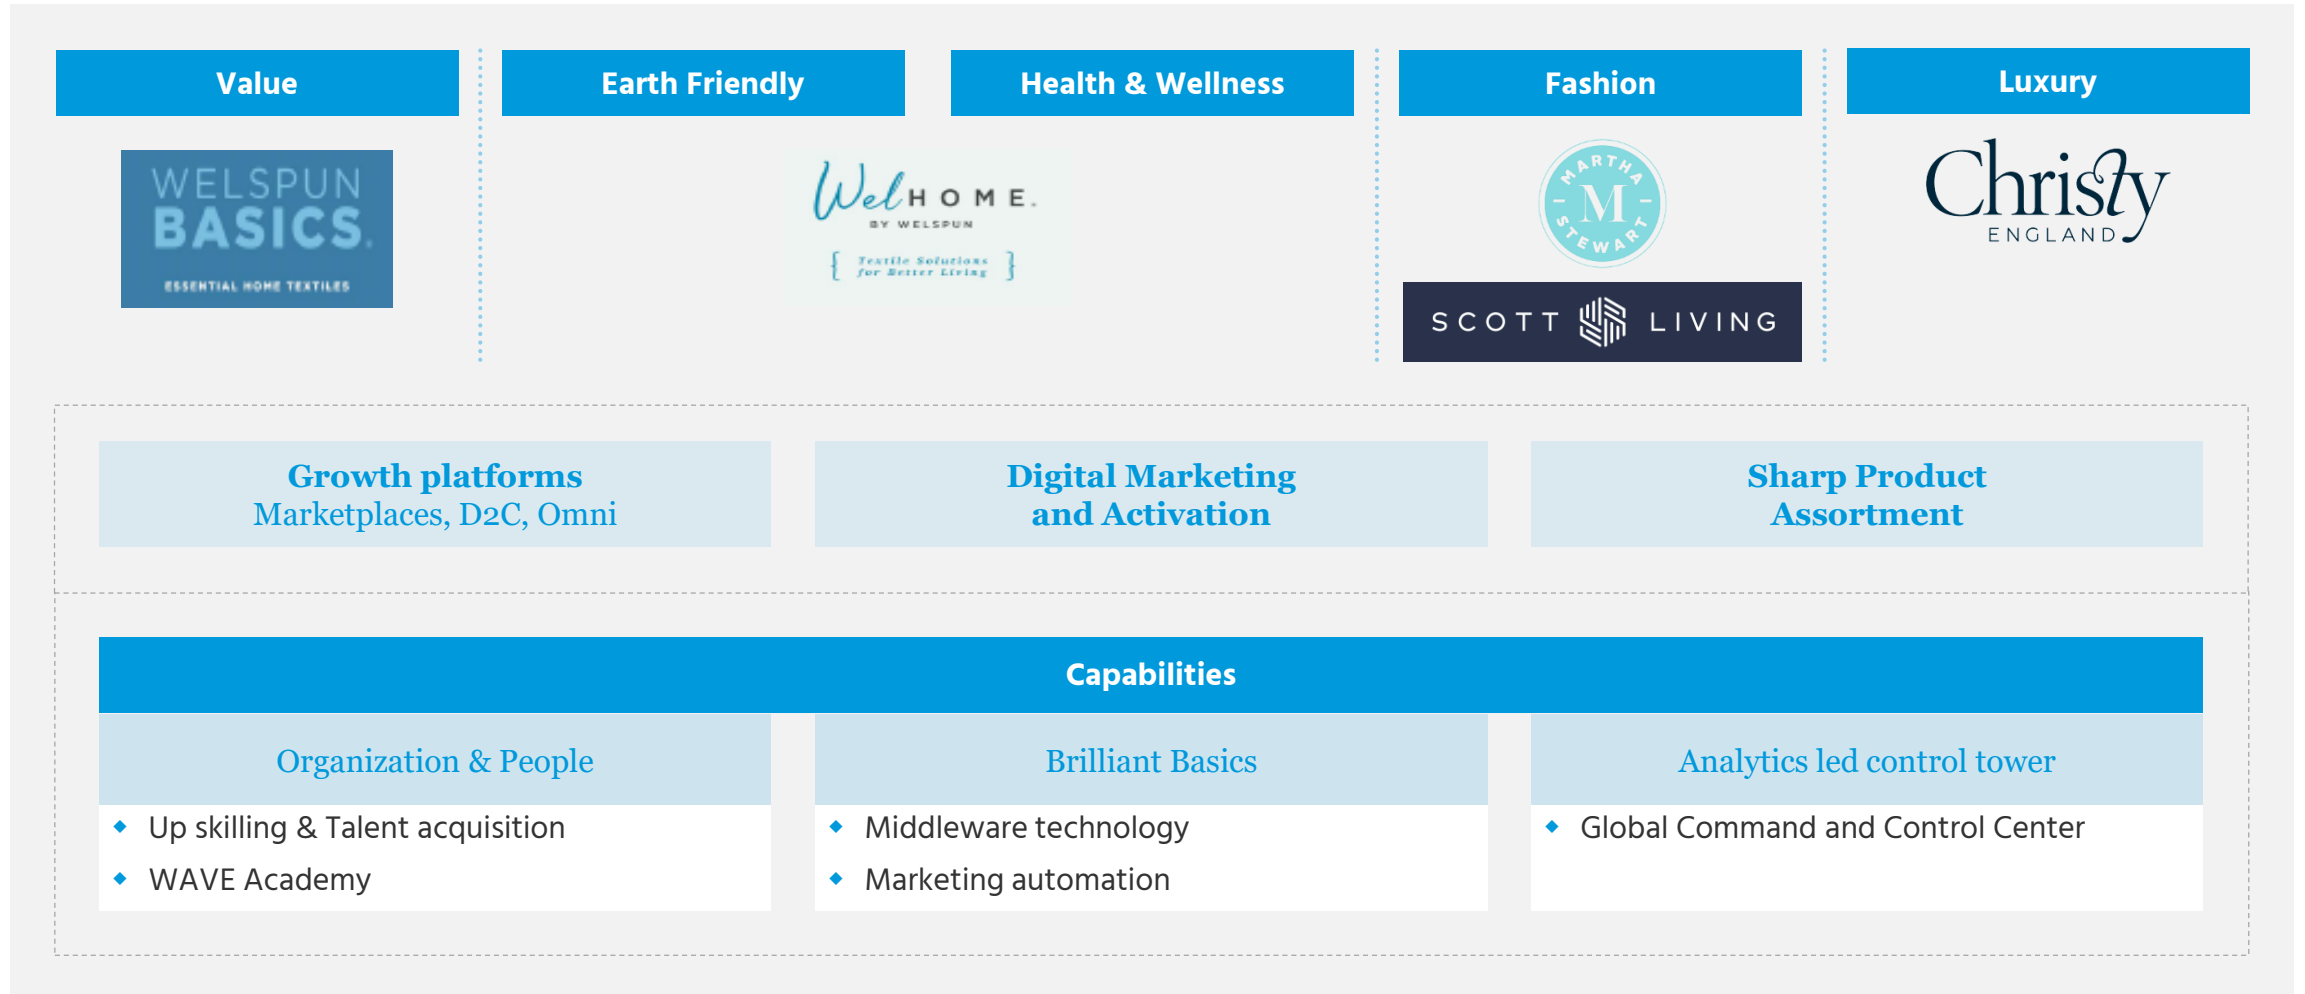 Value
Earth Friendly
Health & Wellness
Fashion
Luxury
WELSPUN
BASICS.
ESSENTIAL HOME TEXTILES
WelHOME.
BY WELSPUN
{ Textile Solutions
for Better Living }
MARTHA
M
STEWART
SCOTT LIVING
Christy
ENGLAND
Growth platforms
Marketplaces, D2C, Omni
Digital Marketing
and Activation
Sharp Product
Assortment
Capabilities
Organization & People
Up skilling & Talent acquisition
WAVE Academy
Brilliant Basics
Middleware technology
Marketing automation
Analytics led control tower
Global Command and Control Center